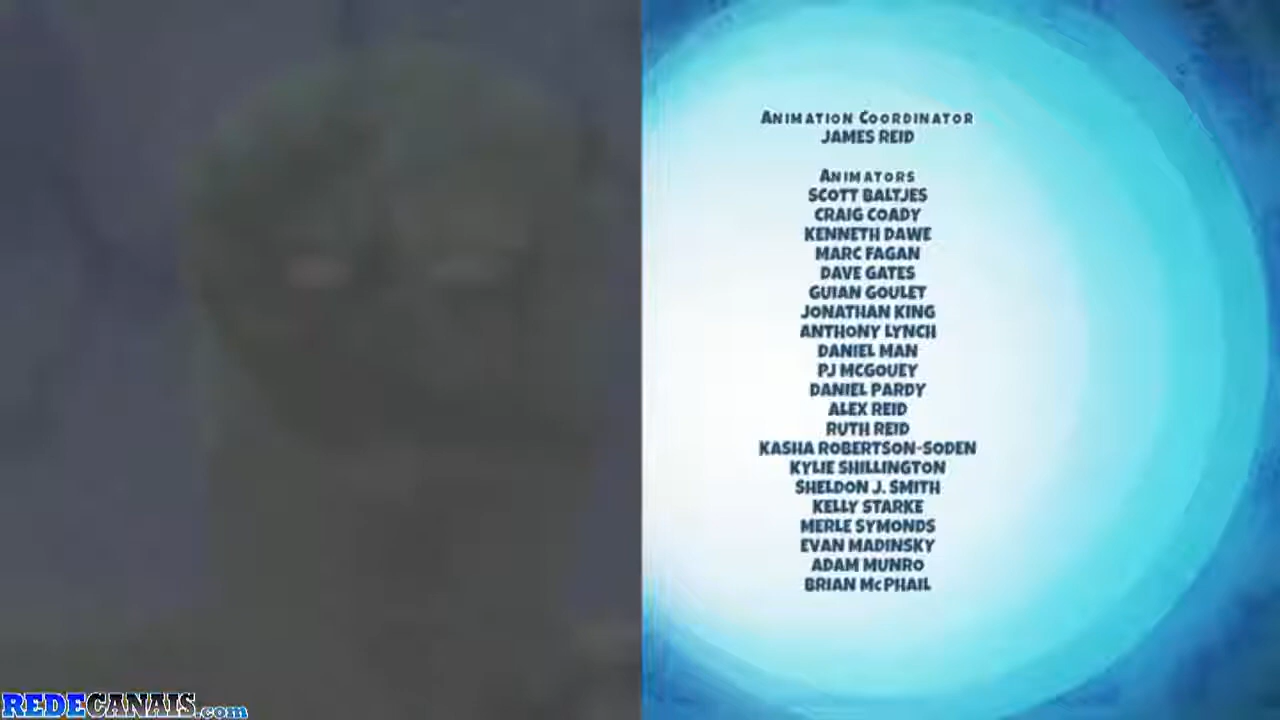 Animation Coordinator
JAMES REID
Animators
SCOTT BALTJES
CRAIG COADY
KENNETH DAWE
MARC FAGAN
DAVE GATES
GUIAN GOULET
JONATHAN KING
ANTHONY LYNCH
DANIEL MAN
PJ MCGOUEY
DANIEL PARDY
ALEX REID
RUTH REID
KASHA ROBERTSON-SODEN
KYLIE SHILLINGTON
SHELDON J. SMITH
KELLY STARKE
MERLE SYMONDS
EVAN MADINSKY
ADAM MUNRO
BRIAN McPHAIL
REDECANAIS.com